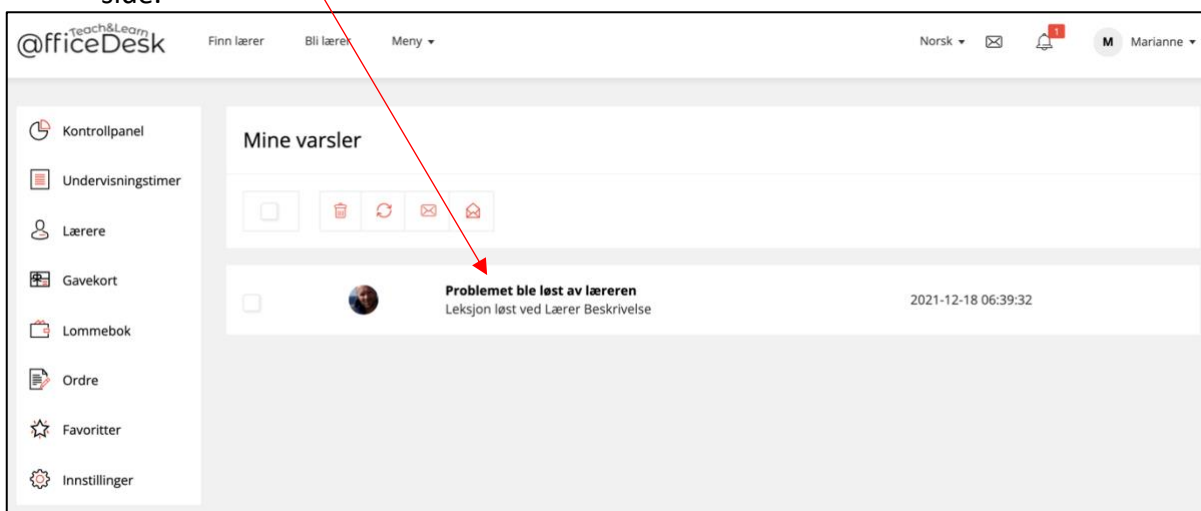 side.
Teach&Learn
@fficeDesk
Finn lærer Bli lærer Meny
Norsk 1 M Marianne
Kontrollpanel
Undervisningstimer
Lærere
Gavekort
Lommebok
Ordre
Favoritter
Innstillinger
Mine varsler
Problemet ble løst av læreren
Leksjon løst ved Lærer Beskrivelse
2021-12-18 06:39:32